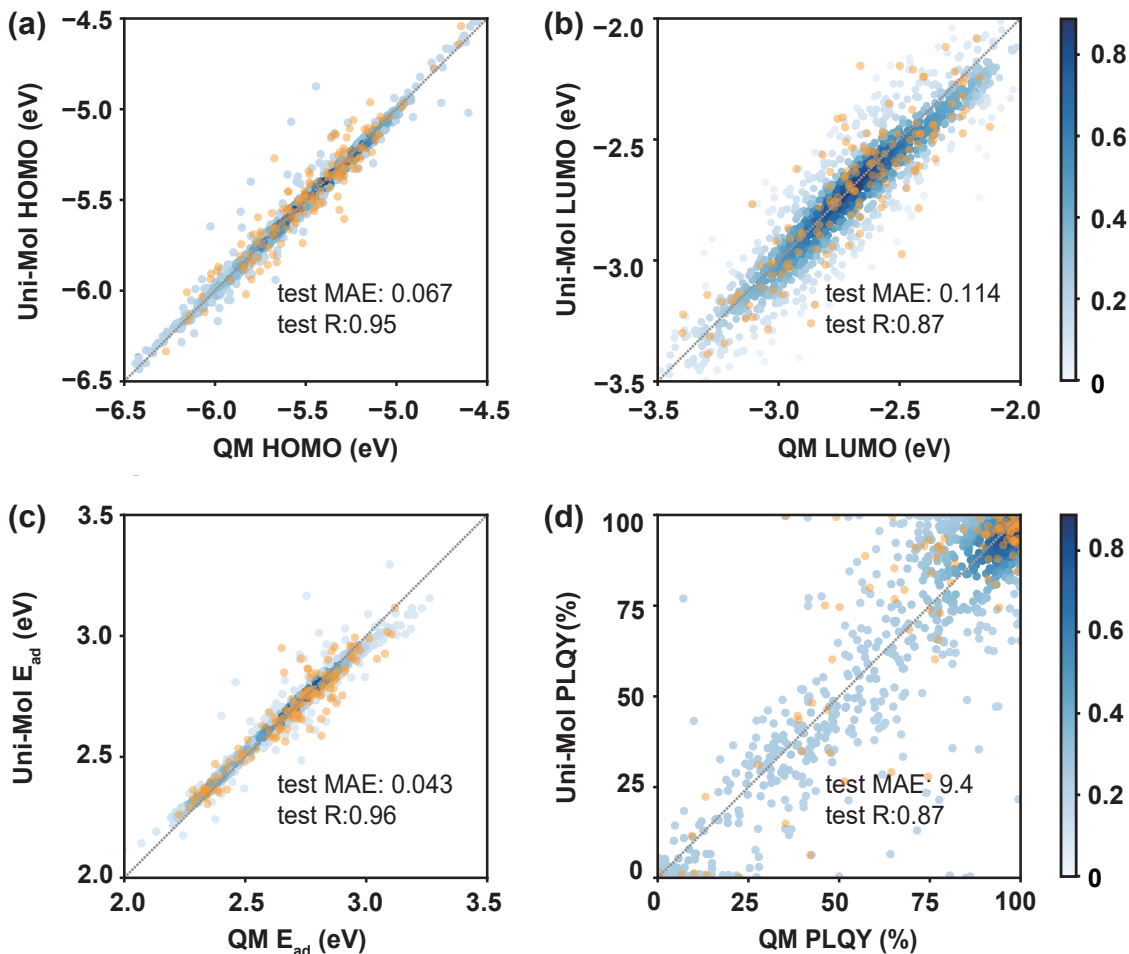 (a)
−4.5
−5.0
−5.5
−6.0
−6.5
Uni-Mol HOMO (eV)
test MAE: 0.067
test R:0.95
−6.5 −6.0 −5.5 −5.0 −4.5
QM HOMO (eV)
(b)
−2.0
−2.5
−3.0
−3.5
Uni-Mol LUMO (eV)
test MAE: 0.114
test R:0.87
−3.5 −3.0 −2.5 −2.0
QM LUMO (eV)
0.8
0.6
0.4
0.2
0
(c)
3.5
3.0
2.5
2.0
Uni-Mol E_ad (eV)
test MAE: 0.043
test R:0.96
2.0 2.5 3.0 3.5
QM E_ad (eV)
(d)
100
75
50
25
0
Uni-Mol PLQY(%)
test MAE: 9.4
test R:0.87
0 25 50 75 100
QM PLQY (%)
0.8
0.6
0.4
0.2
0